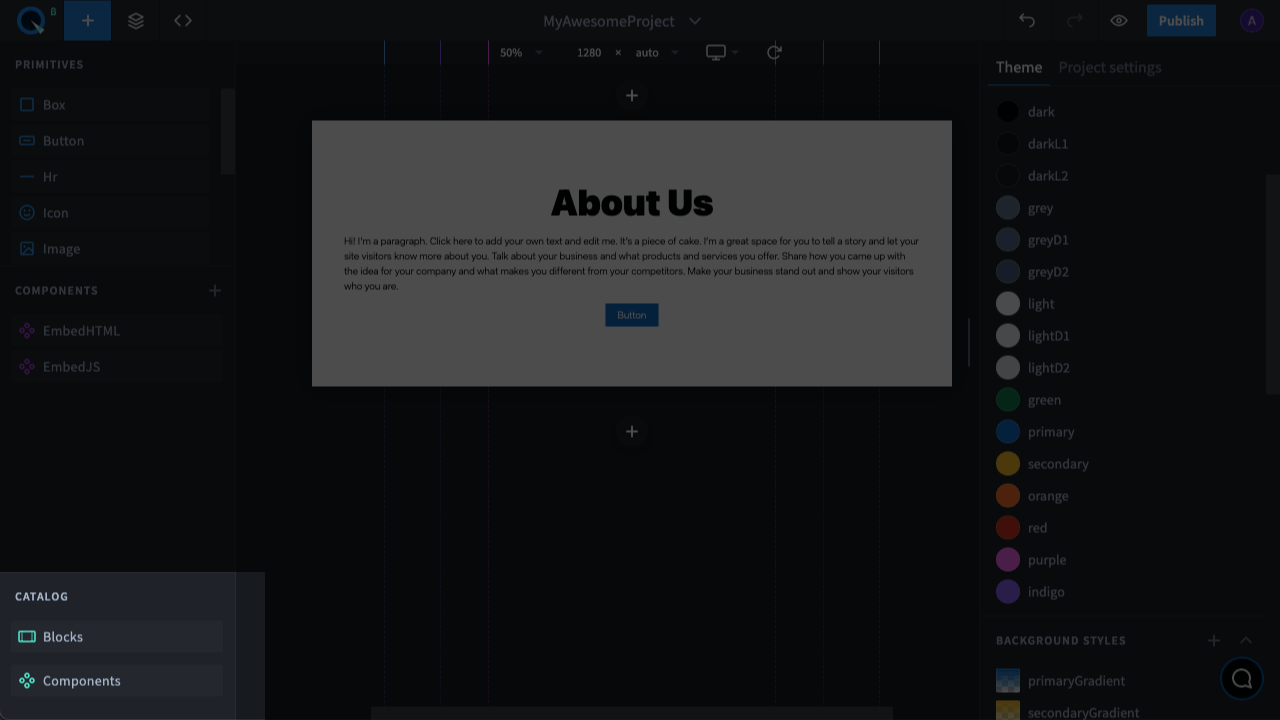 β
MyAwesomeProject
Publish
A
PRIMITIVES
Box
Button
Hr
Icon
Image
COMPONENTS
EmbedHTML
EmbedJS
CATALOG
Blocks
Components
50%
1280 × auto
About Us
Hi! I'm a paragraph. Click here to add your own text and edit me. It's a piece of cake. I'm a great space for you to tell a story and let your
site visitors know more about you. Talk about your business and what products and services you offer. Share how you came up with
the idea for your company and what makes you different from your competitors. Make your business stand out and show your visitors
who you are.
Button
Theme
Project settings
dark
darkL1
darkL2
grey
greyD1
greyD2
light
lightD1
lightD2
green
primary
secondary
orange
red
purple
indigo
BACKGROUND STYLES
primaryGradient
secondaryGradient